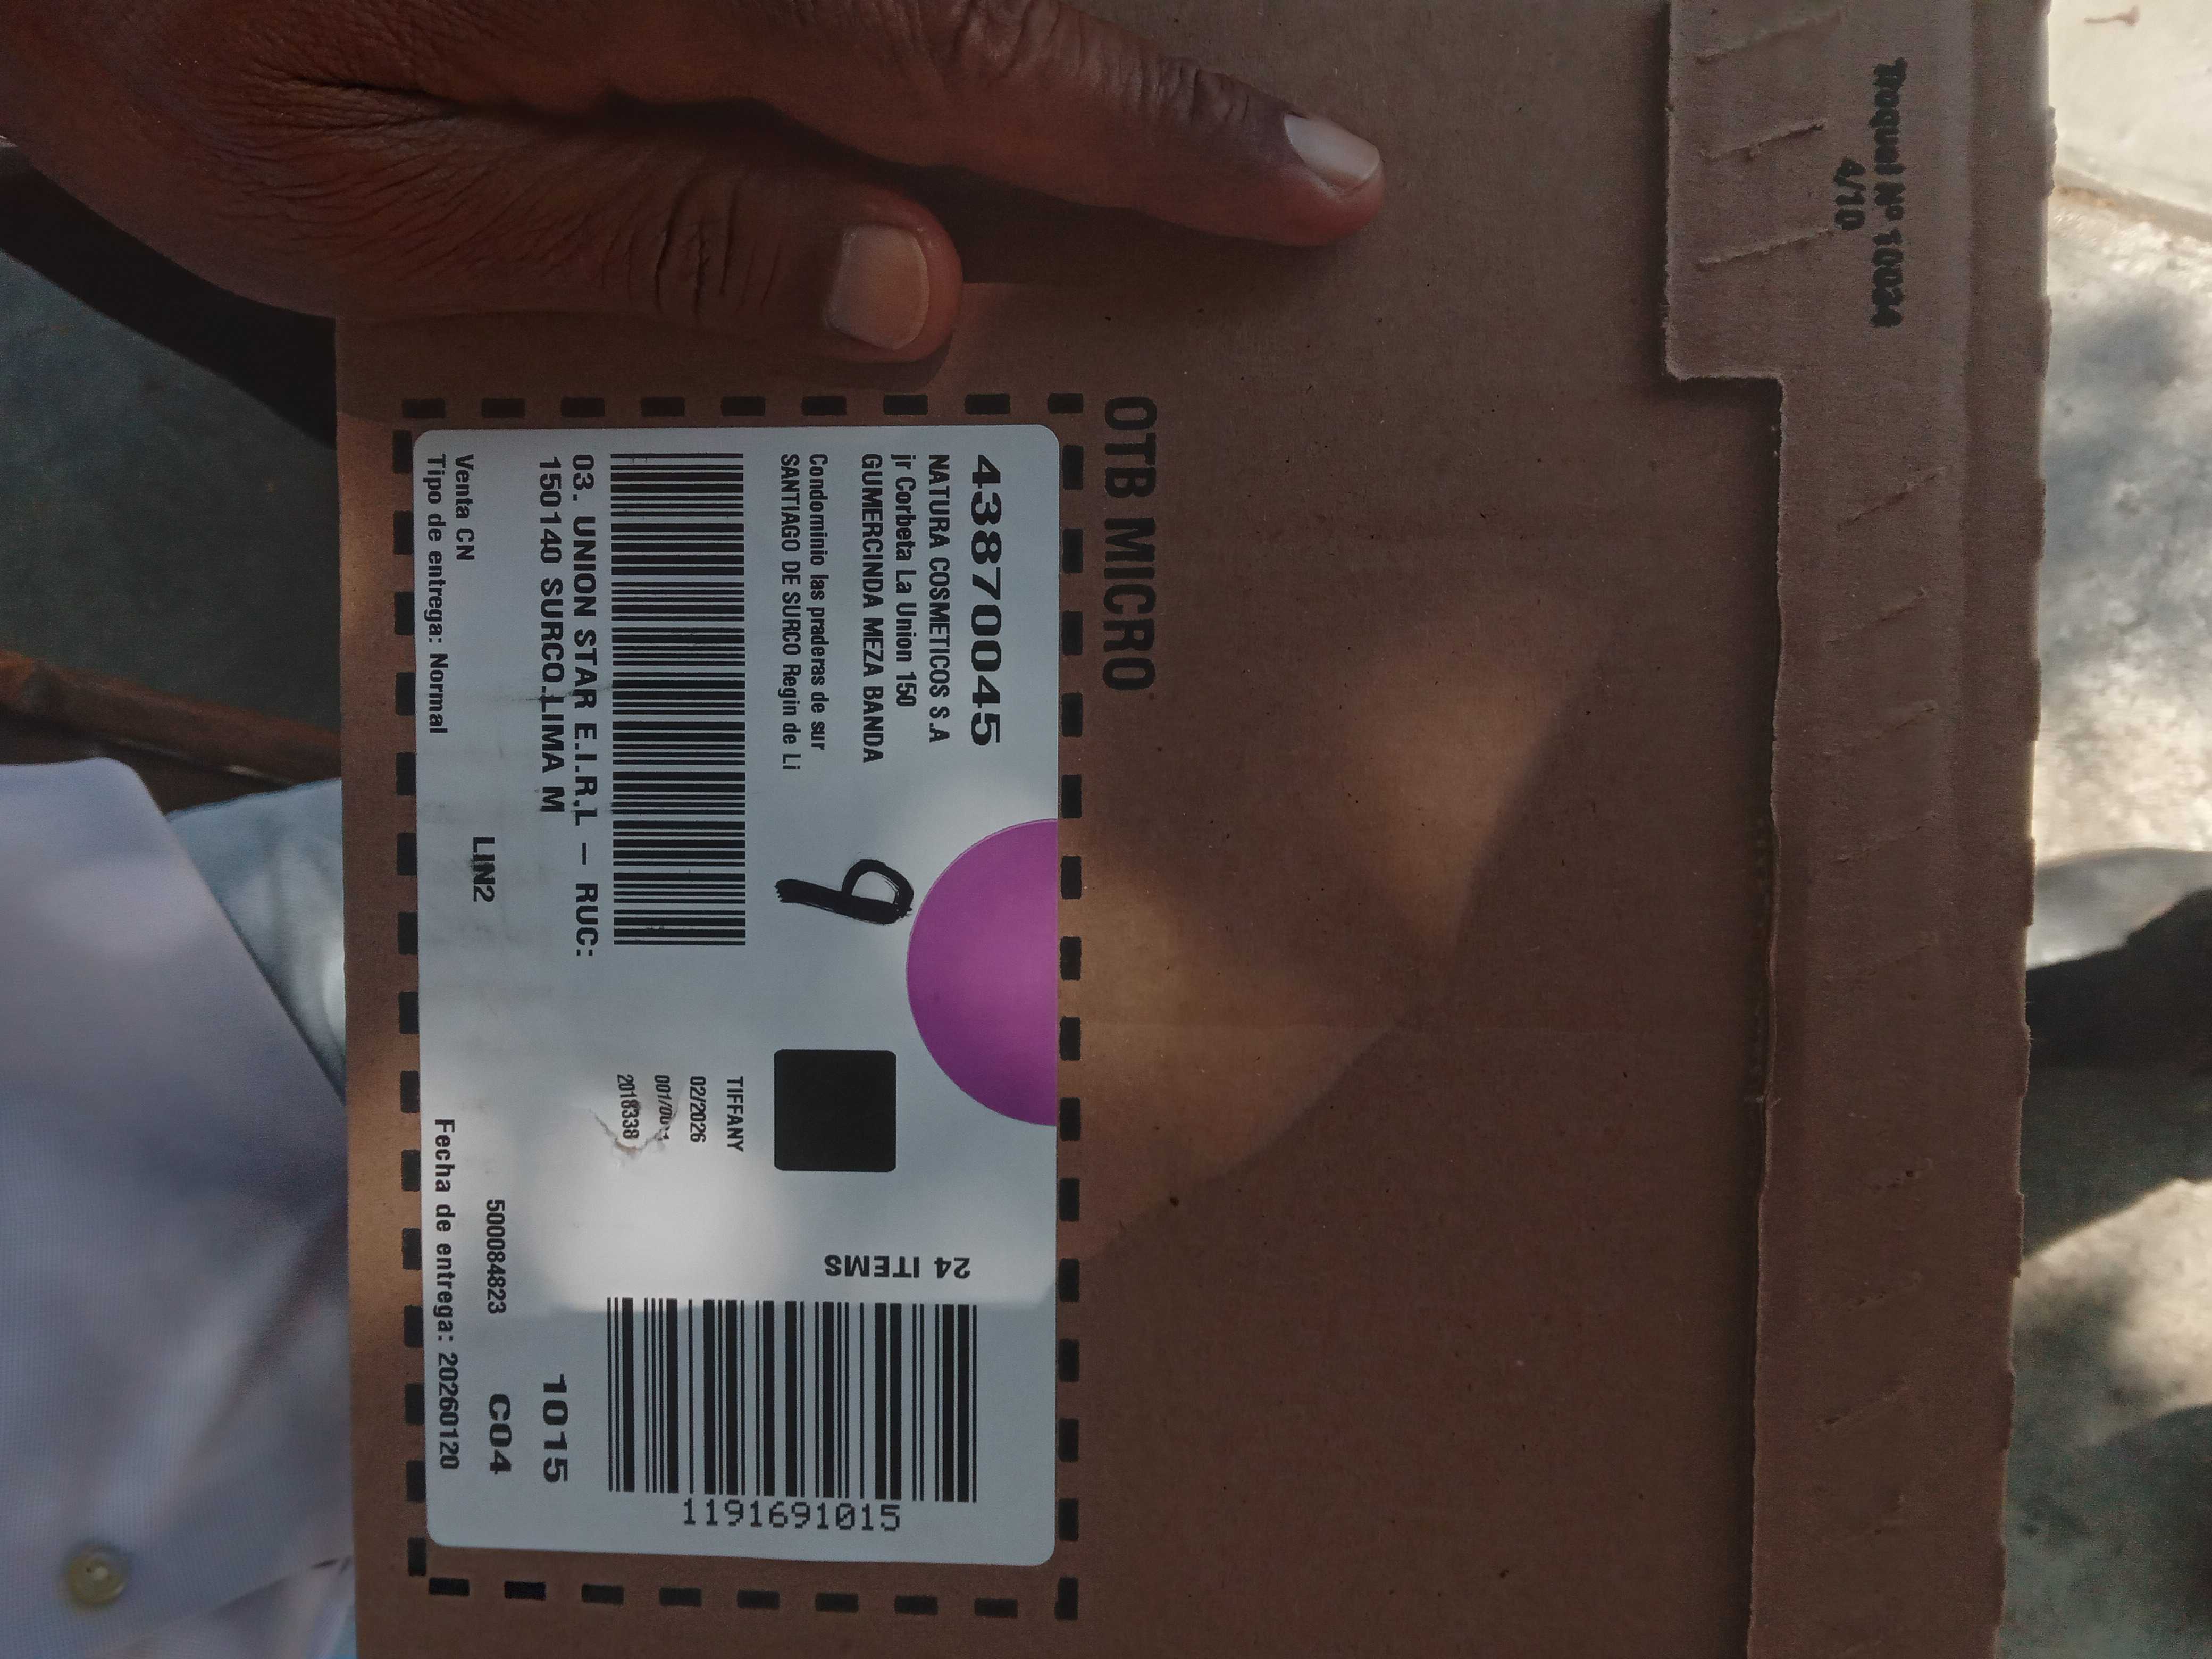 Troquel Nº 10034
4/10
OTB MICRO
43870045
NATURA COSMETICOS S.A
jr Corbeta La Union 150
GUMERCINDA MEZA BANDA
Condominio las praderas de sur
SANTIAGO DE SURCO Regin de Li
9
24 ITEMS
TIFFANY
02/2026
2018338
1191691015
03. UNION STAR E.I.R.L – RUC:
150140 SURCO LIMA M
1015
Venta CN
LIN2
500084823
C04
Tipo de entrega: Normal
Fecha de entrega: 20260120